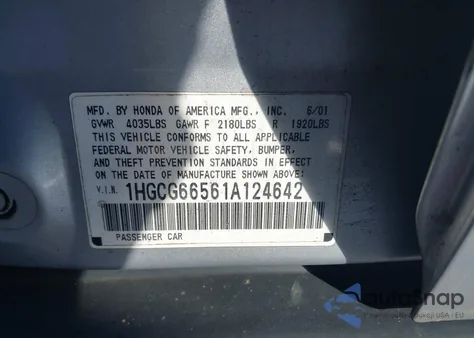 MFD. BY HONDA OF AMERICA MFG., INC. 6/01
GVWR 4035LBS GAWR F 2180LBS R 1920LBS
THIS VEHICLE CONFORMS TO ALL APPLICABLE
FEDERAL MOTOR VEHICLE SAFETY, BUMPER,
AND THEFT PREVENTION STANDARDS IN EFFECT
ON THE DATE OF MANUFACTURE SHOWN ABOVE.
V.I.N. 1HGCG66561A124642
PASSENGER CAR
autoSnap
USA - EU